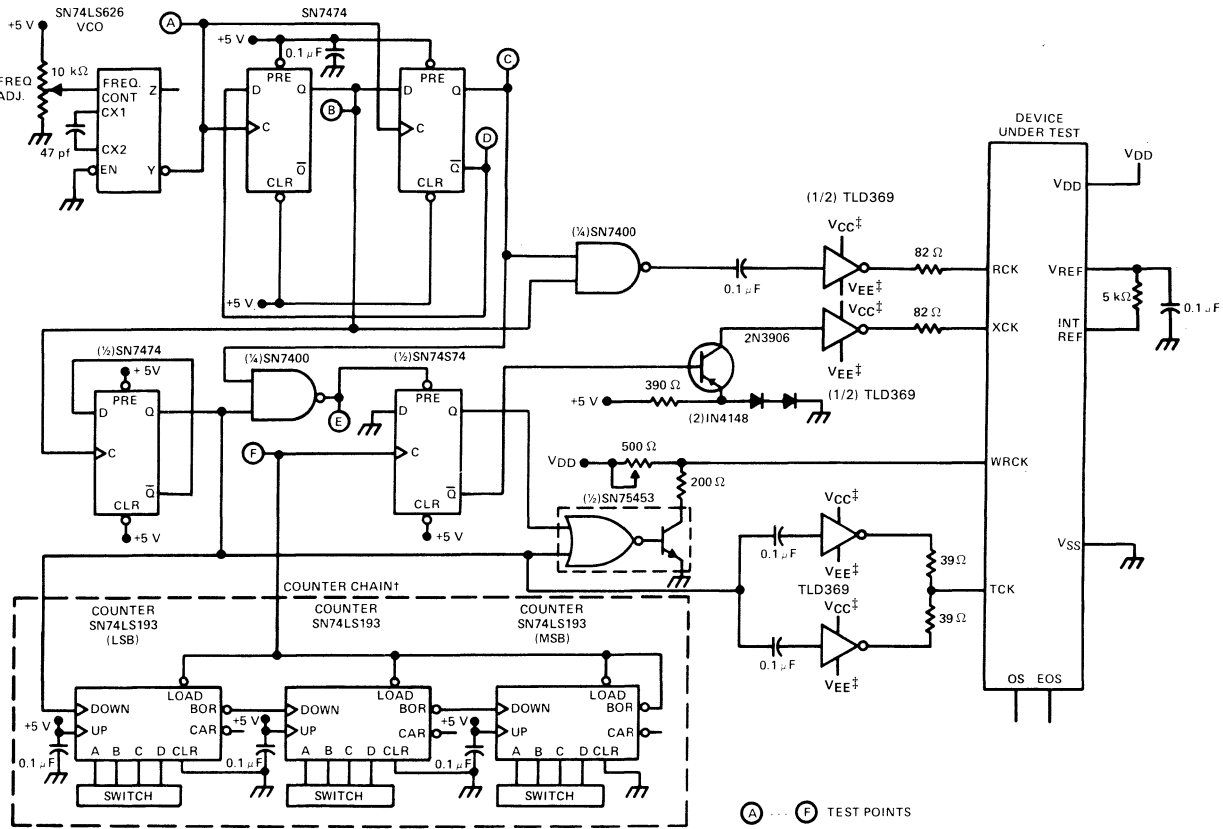 SN74LS626
VCO
+5 V
10 kΩ
FREQ
ADJ.
FREQ.
CONT
CX1
CX2
47 pf
EN
Z
Y
A
SN7474
+5 V
0.1 μF
PRE
D
Q
C
Q̅
CLR
B
PRE
D
Q
C
Q̅
CLR
+5 V
C
D
(¼)SN7400
0.1 μF
(1/2) TLD369
VCC‡
VEE‡
82 Ω
VCC‡
VEE‡
82 Ω
(1/2) TLD369
2N3906
390 Ω
+5 V
(2)IN4148
DEVICE
UNDER TEST
VDD
VDD
RCK
VREF
5 kΩ
0.1 μF
XCK
INT
REF
WRCK
TCK
VSS
OS EOS
(½)SN7474
+ 5V
PRE
D
Q
C
Q̅
CLR
+5 V
(¼)SN7400
E
(½)SN74S74
PRE
D
Q
F
C
Q̅
CLR
+5 V
VDD
500 Ω
200 Ω
(½)SN75453
0.1 μF
VCC‡
VEE‡
TLD369
VCC‡
VEE‡
0.1 μF
39 Ω
39 Ω
COUNTER CHAIN†
COUNTER
SN74LS193
(LSB)
COUNTER
SN74LS193
COUNTER
SN74LS193
(MSB)
LOAD
DOWN
BOR
+5 V
UP
CAR
A B C D CLR
0.1 μF
SWITCH
LOAD
DOWN
BOR
+5 V
UP
CAR
A B C D CLR
0.1 μF
SWITCH
LOAD
DOWN
BOR
+5 V
UP
CAR
A B C D CLR
0.1 μF
SWITCH
A ... F TEST POINTS